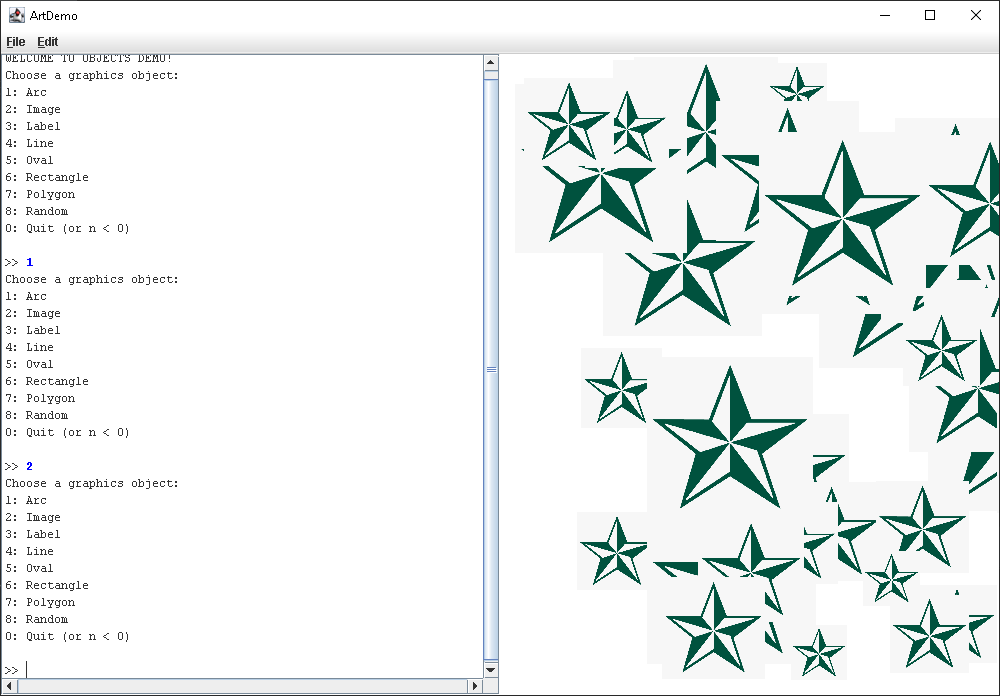 ArtDemo
File Edit
WELCOME TO OBJECTS DEMO!
Choose a graphics object:
1: Arc
2: Image
3: Label
4: Line
5: Oval
6: Rectangle
7: Polygon
8: Random
0: Quit (or n < 0)
>> 1
Choose a graphics object:
1: Arc
2: Image
3: Label
4: Line
5: Oval
6: Rectangle
7: Polygon
8: Random
0: Quit (or n < 0)
>> 2
Choose a graphics object:
1: Arc
2: Image
3: Label
4: Line
5: Oval
6: Rectangle
7: Polygon
8: Random
0: Quit (or n < 0)
>>